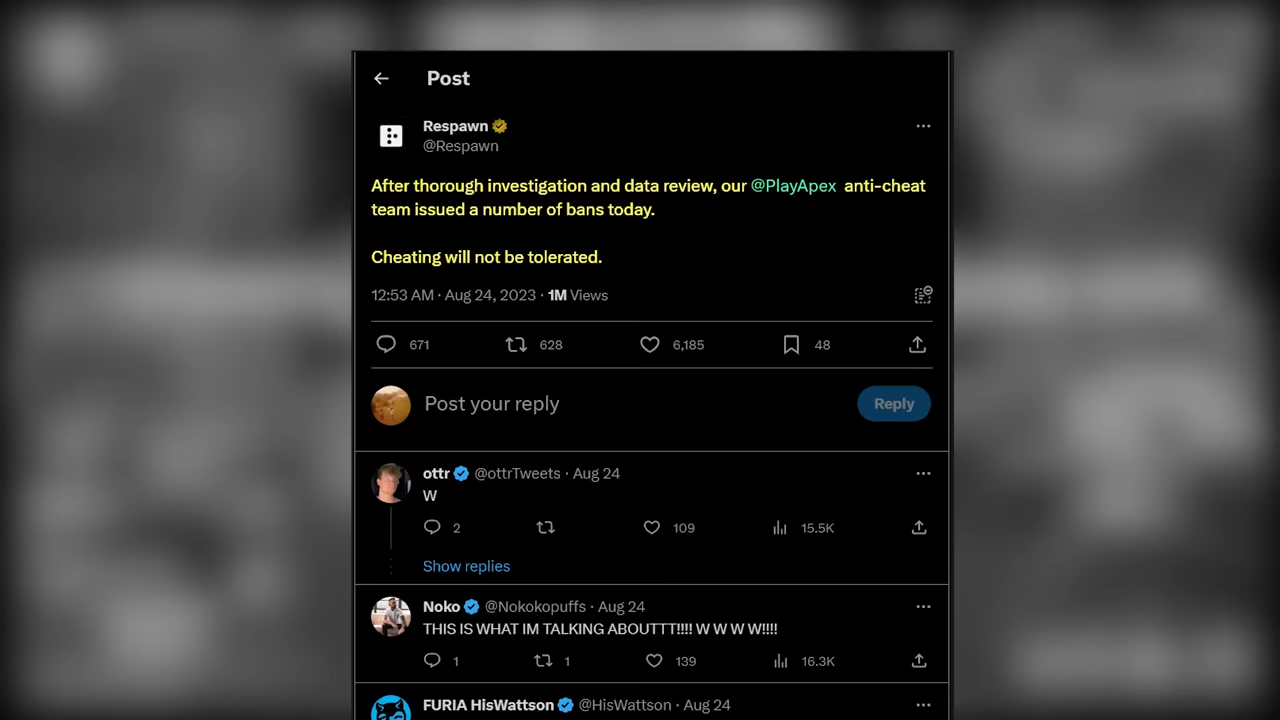 Post
Respawn
@Respawn
After thorough investigation and data review, our @PlayApex anti-cheat
team issued a number of bans today.
Cheating will not be tolerated.
12:53 AM · Aug 24, 2023 · 1M Views
671 628 6,185 48
Post your reply
Reply
ottr @ottrTweets · Aug 24
W
2 109 15.5K
Show replies
Noko @Nokokopuffs · Aug 24
THIS IS WHAT IM TALKING ABOUTTT!!!! W W W W!!!!
1 1 139 16.3K
FURIA HisWattson @HisWattson · Aug 24